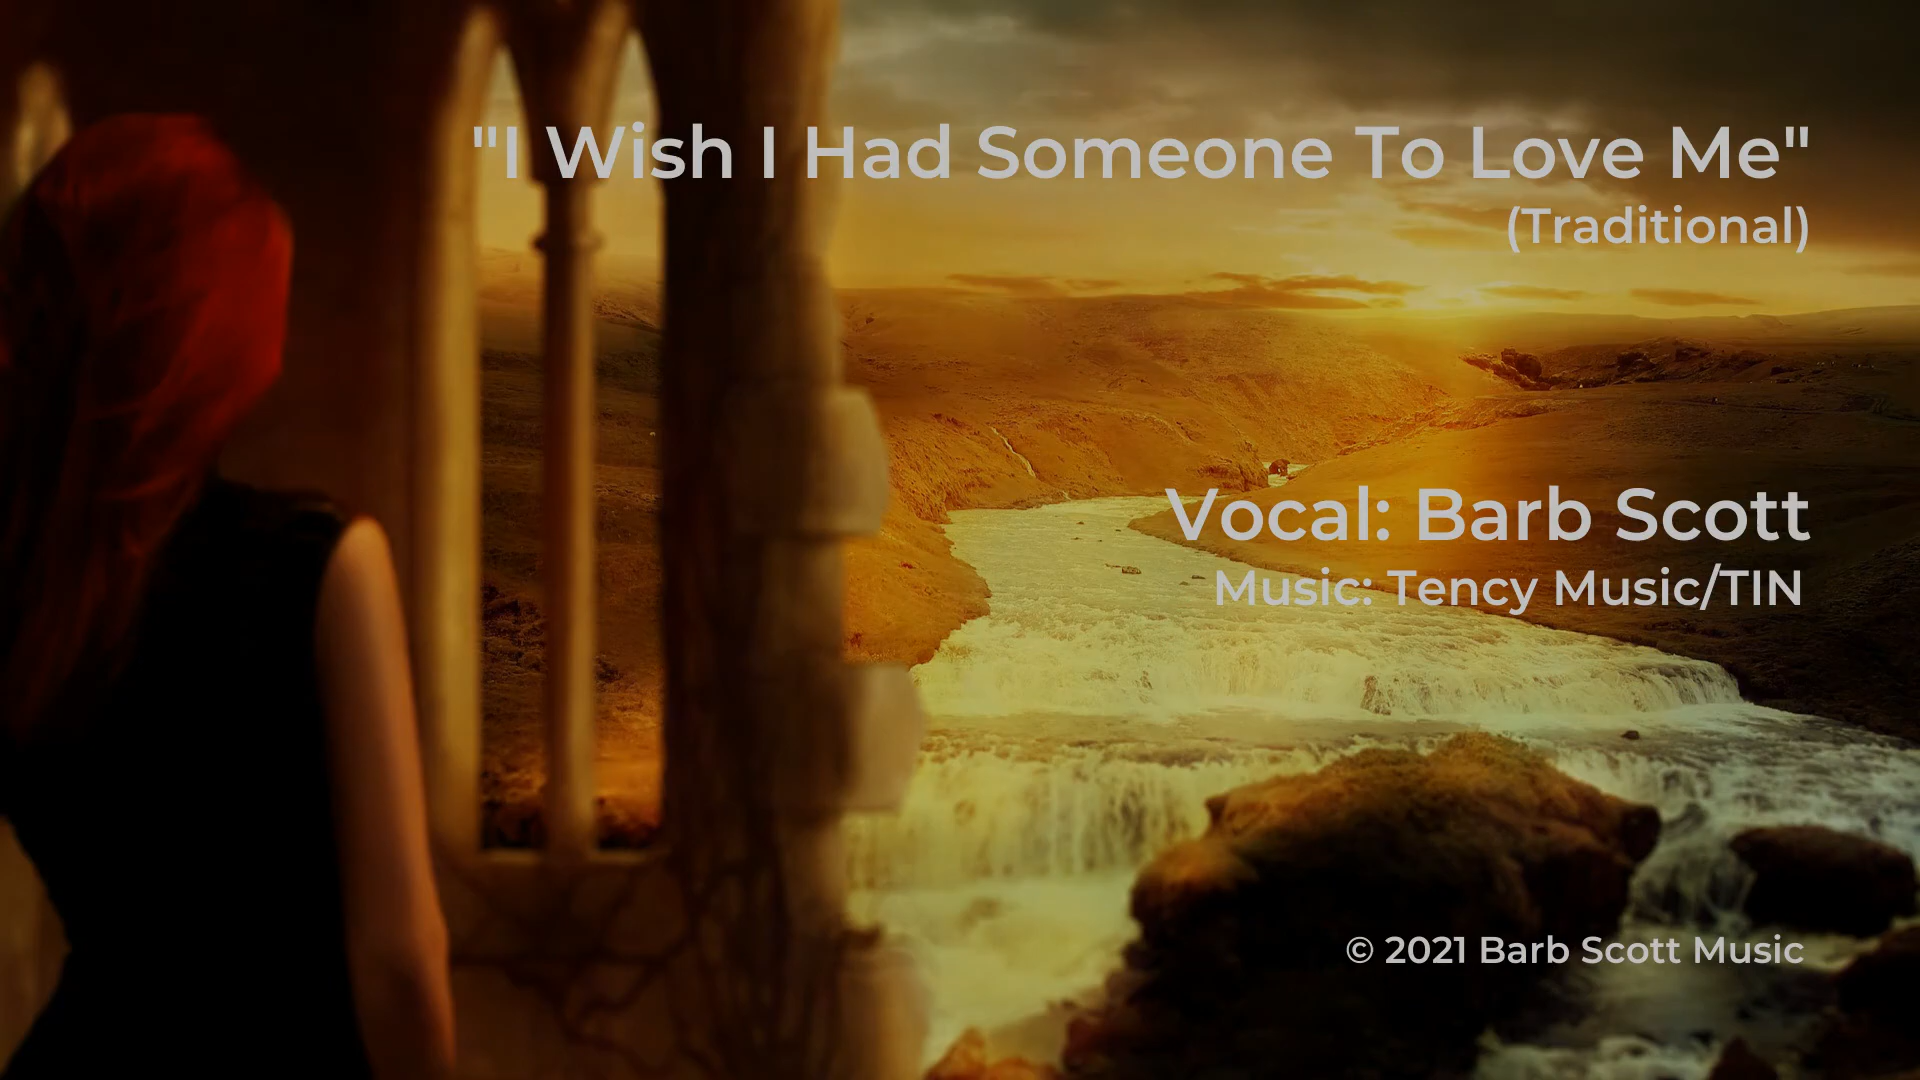 "I Wish I Had Someone To Love Me"
(Traditional)
Vocal: Barb Scott
Music: Tency Music/TIN
© 2021 Barb Scott Music